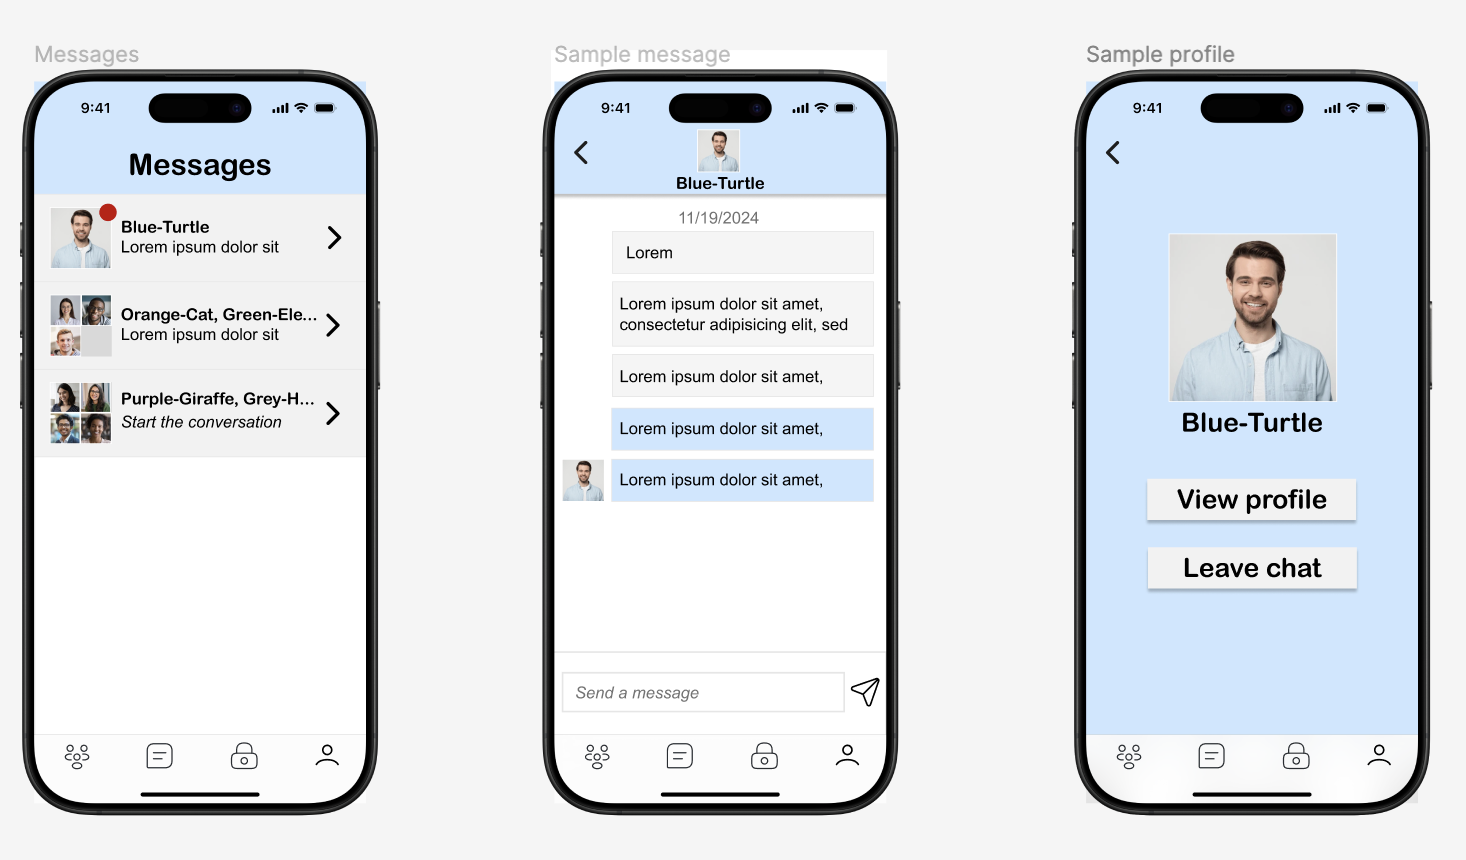 Messages
9:41
Messages
Blue-Turtle
Lorem ipsum dolor sit
Orange-Cat, Green-Ele...
Lorem ipsum dolor sit
Purple-Giraffe, Grey-H...
Start the conversation
Sample message
9:41
Blue-Turtle
11/19/2024
Lorem
Lorem ipsum dolor sit amet,
consectetur adipisicing elit, sed
Lorem ipsum dolor sit amet,
Lorem ipsum dolor sit amet,
Lorem ipsum dolor sit amet,
Send a message
Sample profile
9:41
Blue-Turtle
View profile
Leave chat